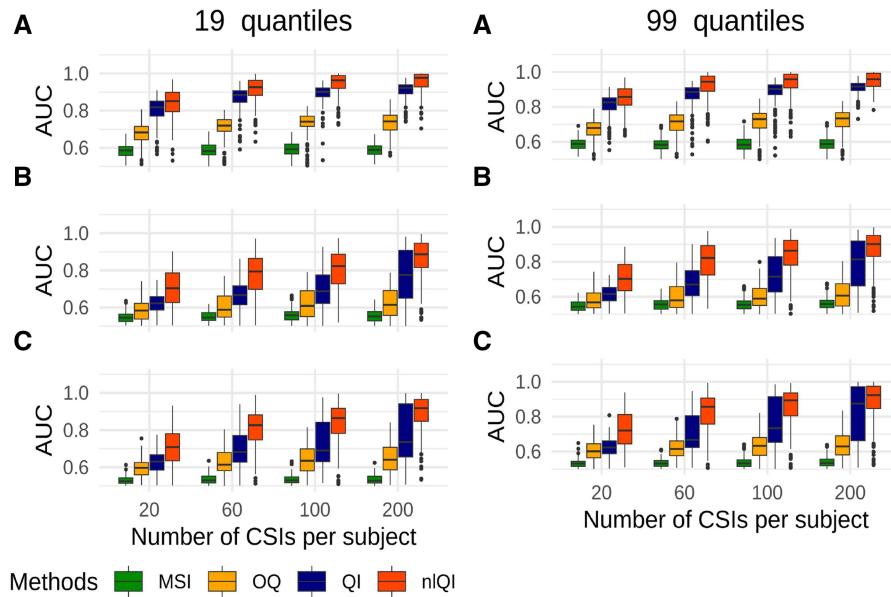 A
19 quantiles
AUC
1.0
0.8
0.6
B
AUC
1.0
0.8
0.6
C
AUC
1.0
0.8
0.6
20 60 100 200
Number of CSIs per subject
A
99 quantiles
AUC
1.0
0.8
0.6
B
AUC
1.0
0.8
0.6
C
AUC
1.0
0.8
0.6
20 60 100 200
Number of CSIs per subject
Methods MSI OQ QI nlQI